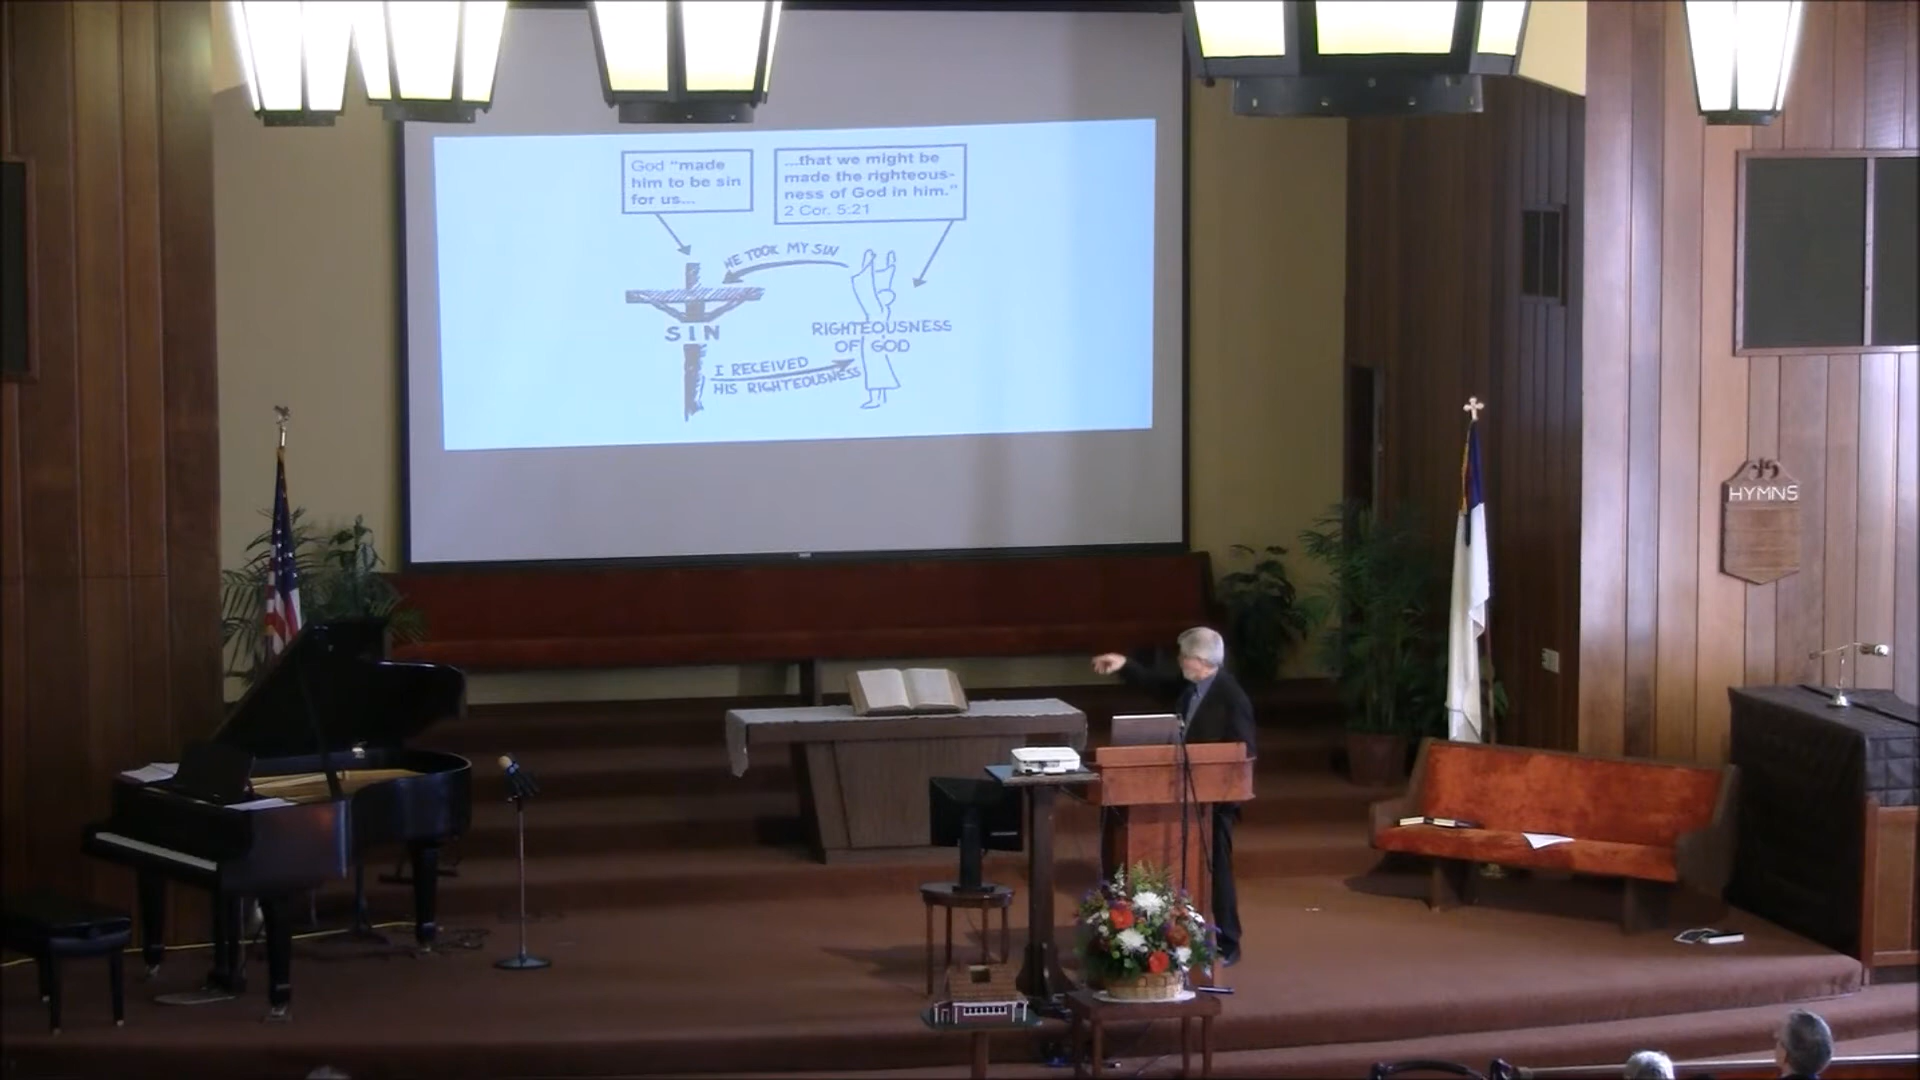 God “made
him to be sin
for us...
...that we might be
made the righteous-
ness of God in him.”
2 Cor. 5:21
HE TOOK MY SIN
SIN
RIGHTEOUSNESS
OF GOD
I RECEIVED
HIS RIGHTEOUSNESS
HYMNS